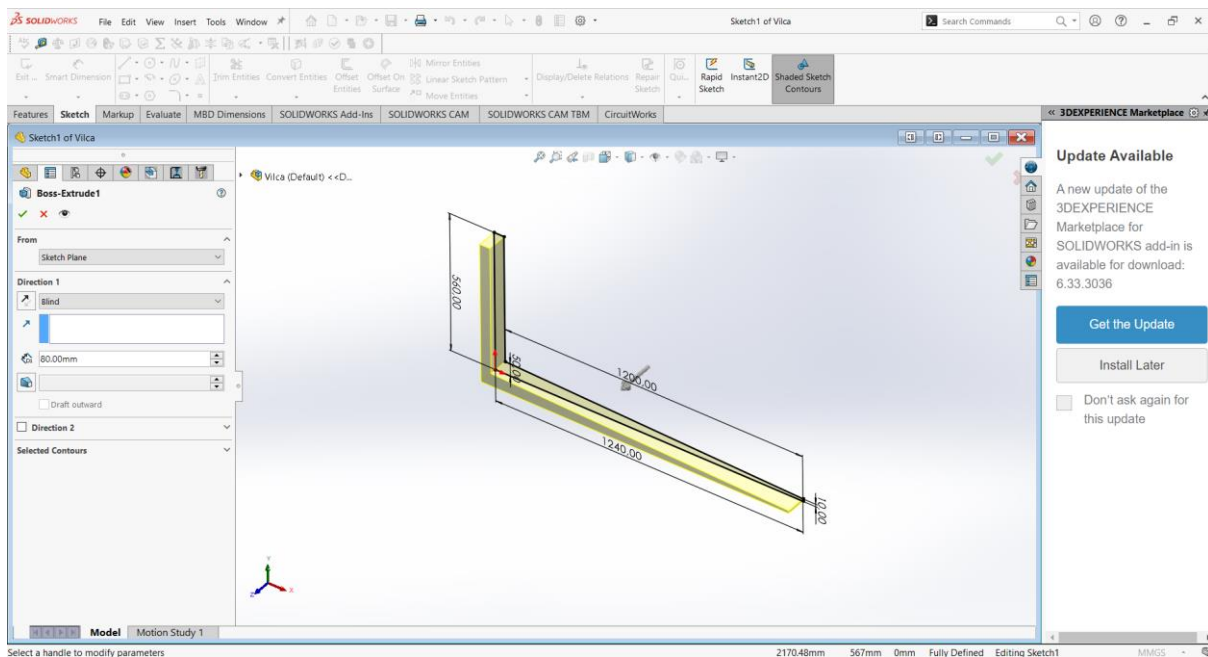 SOLIDWORKS File Edit View Insert Tools Window Sketch1 of Vilca Search Commands
Exit ... Smart Dimension Trim Entities Convert Entities Offset Entities Offset On Surface Mirror Entities Linear Sketch Pattern Move Entities Display/Delete Relations Repair Sketch Qui... Rapid Sketch Instant2D Shaded Sketch Contours
Features Sketch Markup Evaluate MBD Dimensions SOLIDWORKS Add-Ins SOLIDWORKS CAM SOLIDWORKS CAM TBM CircuitWorks
Sketch1 of Vilca
Vilca (Default) <<D...
Boss-Extrude1
From
Sketch Plane
Direction 1
Blind
80.00mm
Draft outward
Direction 2
Selected Contours
560.00
50.00
1200.00
1240.00
10.00
Y
X
Z
Model Motion Study 1
Select a handle to modify parameters 2170.48mm 567mm 0mm Fully Defined Editing Sketch1 MMGS
« 3DEXPERIENCE Marketplace
Update Available
A new update of the
3DEXPERIENCE
Marketplace for
SOLIDWORKS add-in is
available for download:
6.33.3036
Get the Update
Install Later
Don't ask again for
this update